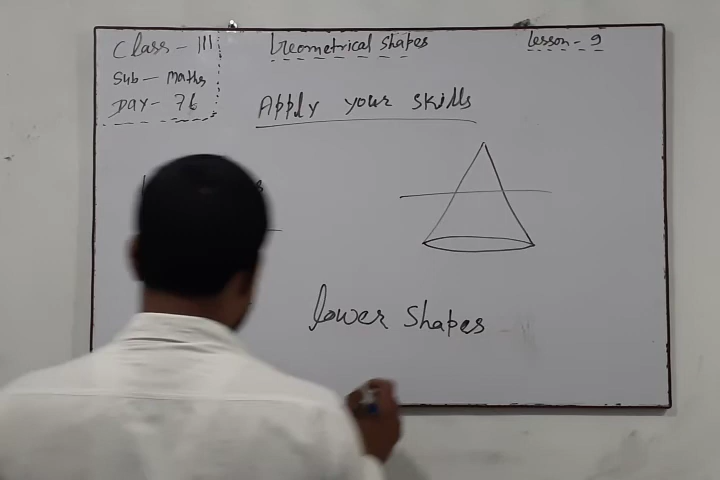 Class - III
Sub - Maths
Day - 76
Geometrical Shapes
Lesson - 9
Apply your skills
lower shapes